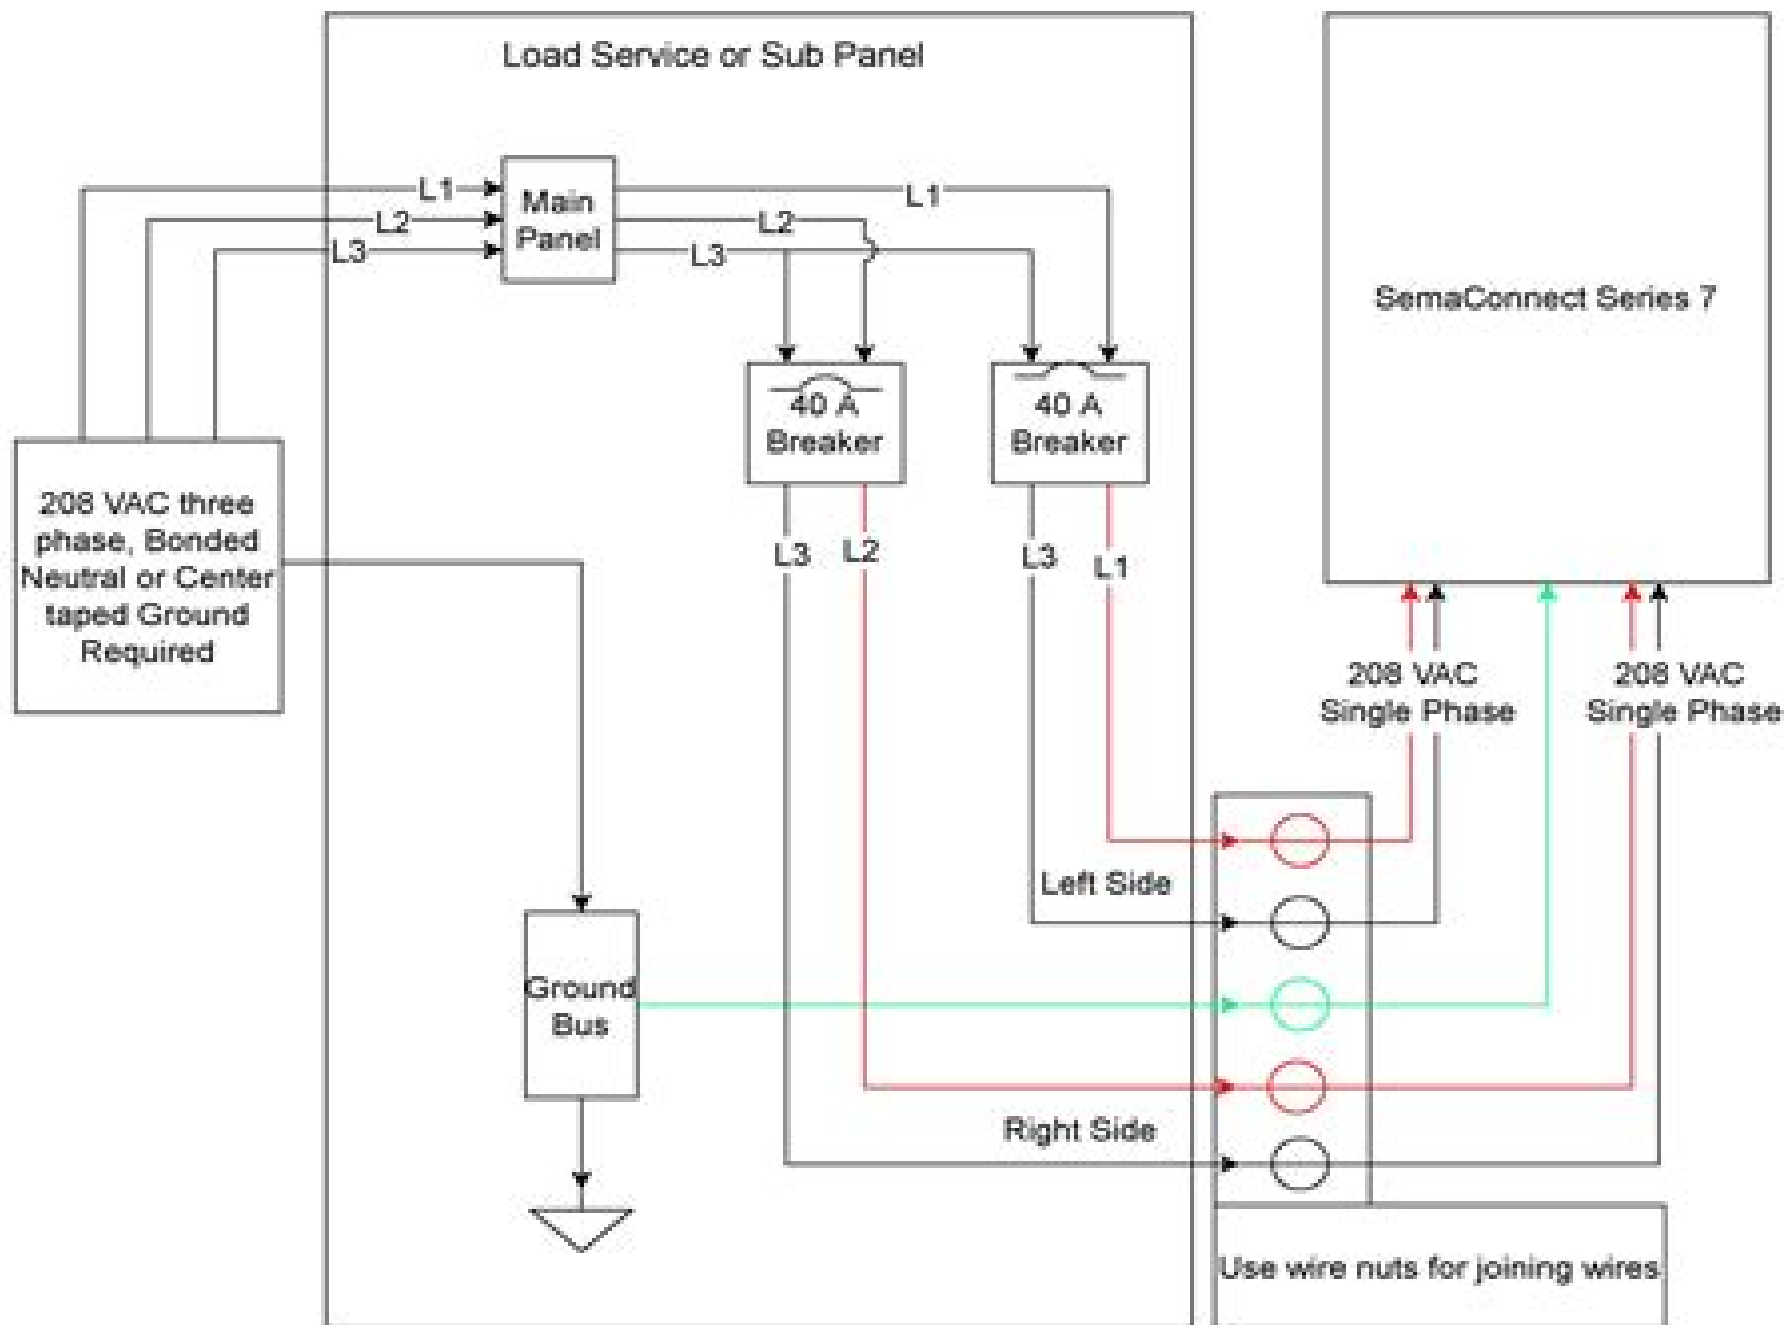 Load Service or Sub Panel
L1
L2
L3
Main
Panel
L1
L2
L3
SemaConnect Series 7
40 A
Breaker
40 A
Breaker
208 VAC three
phase, Bonded
Neutral or Center
taped Ground
Required
L3
L2
L3
L1
208 VAC
Single Phase
208 VAC
Single Phase
Left Side
Ground
Bus
Right Side
Use wire nuts for joining wires